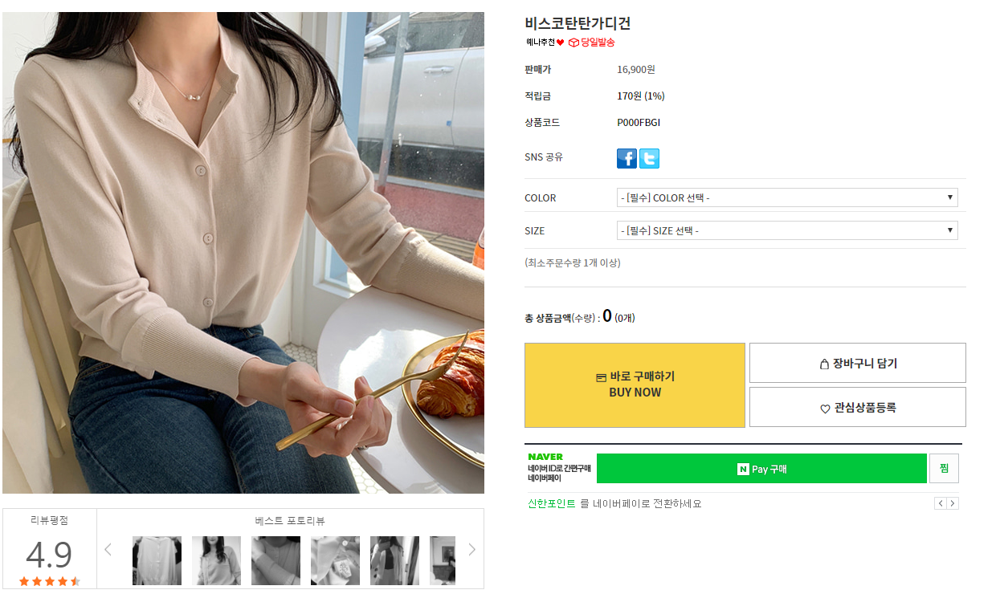 비스코탄탄가디건
예나추천 당일발송
판매가 16,900원
적립금 170원 (1%)
상품코드 P000FBGI
SNS 공유
COLOR - [필수] COLOR 선택 -
SIZE - [필수] SIZE 선택 -
(최소주문수량 1개 이상)
총 상품금액(수량) : 0 (0개)
바로 구매하기
BUY NOW
장바구니 담기
관심상품등록
NAVER
네이버 ID로 간편구매
네이버페이
N Pay 구매
찜
신한포인트 를 네이버페이로 전환하세요
리뷰평점
4.9
베스트 포토리뷰